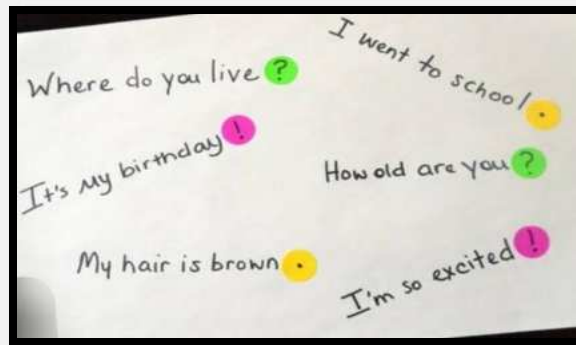 Where do you live?
I went to school.
It's my birthday!
How old are you?
My hair is brown.
I'm so excited!